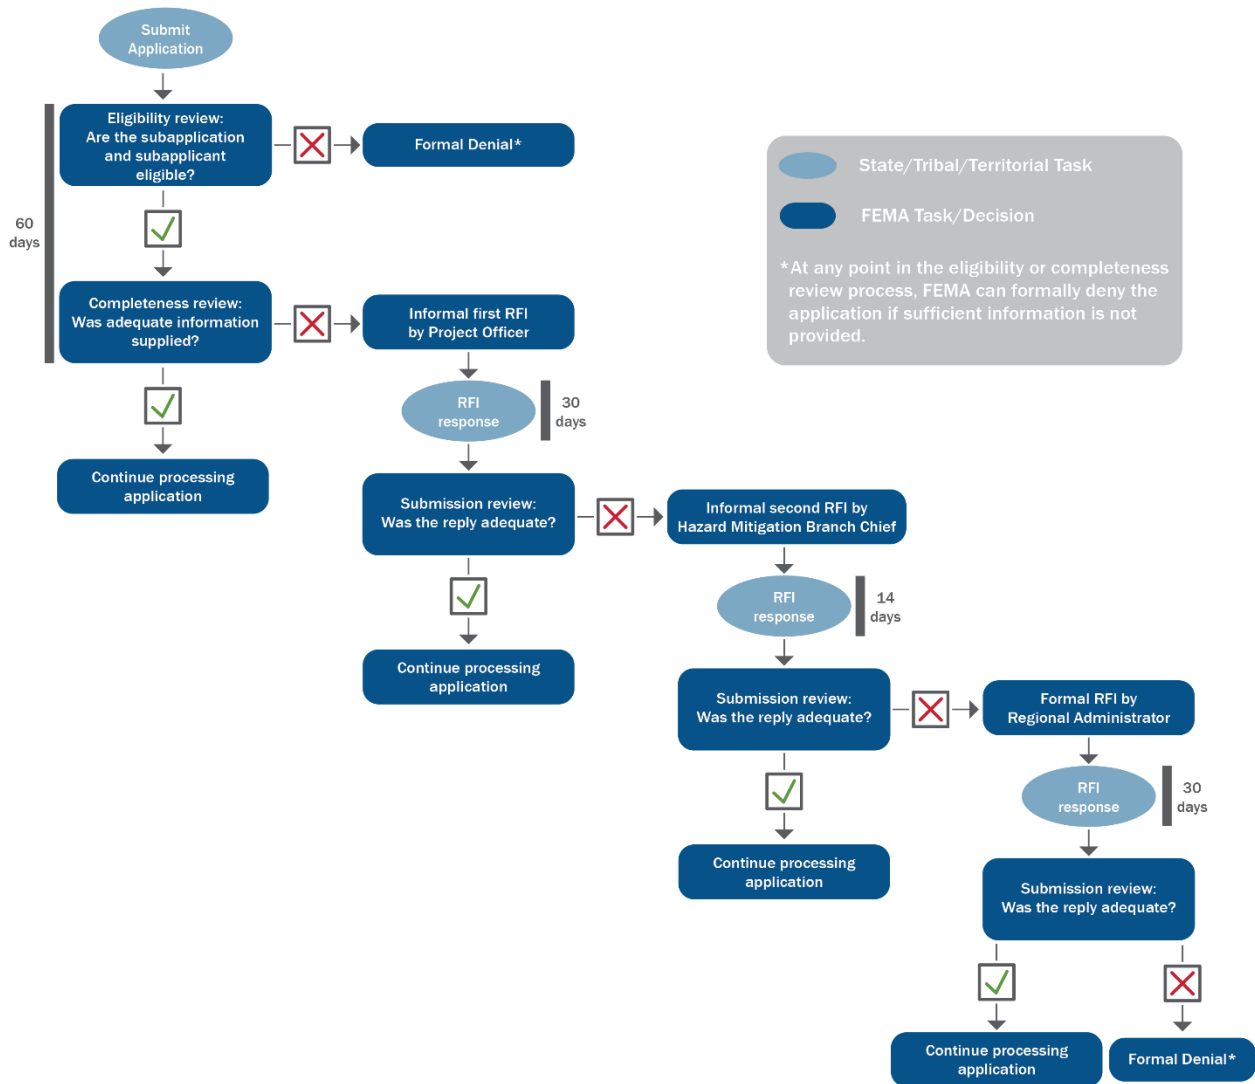 Submit
Application
Eligibility review:
Are the subapplication
and subapplicant
eligible?
Formal Denial*
60
days
Completeness review:
Was adequate information
supplied?
Informal first RFI
by Project Officer
State/Tribal/Territorial Task
FEMA Task/Decision
*At any point in the eligibility or completeness
review process, FEMA can formally deny the
application if sufficient information is not
provided.
RFI
response
30
days
Continue processing
application
Submission review:
Was the reply adequate?
Informal second RFI by
Hazard Mitigation Branch Chief
RFI
response
14
days
Continue processing
application
Submission review:
Was the reply adequate?
Formal RFI by
Regional Administrator
RFI
response
30
days
Continue processing
application
Submission review:
Was the reply adequate?
Continue processing
application
Formal Denial*